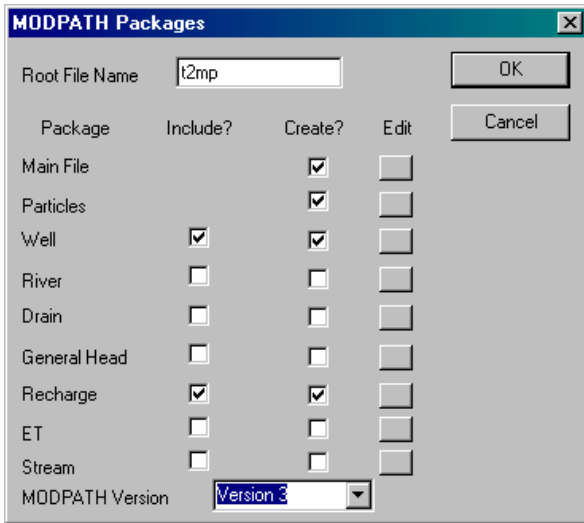 MODPATH Packages
Root File Name t2mp OK
Package Include? Create? Edit Cancel
Main File
Particles
Well
River
Drain
General Head
Recharge
ET
Stream
MODPATH Version Version 3